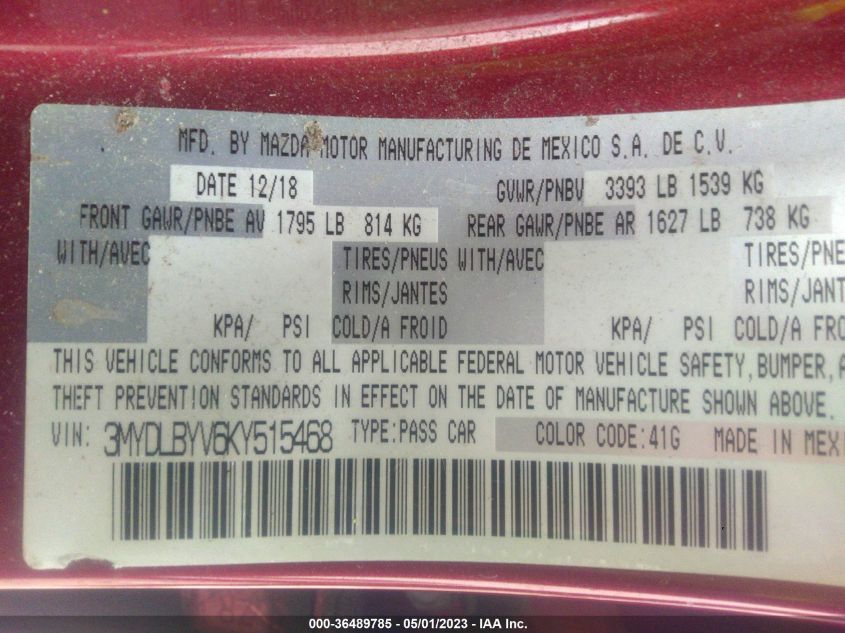 MFD. BY MAZDA MOTOR MANUFACTURING DE MEXICO S.A. DE C.V.
DATE 12/18 GVWR/PNBV 3393 LB 1539 KG
FRONT GAWR/PNBE AV 1795 LB 814 KG REAR GAWR/PNBE AR 1627 LB 738 KG
WITH/AVEC TIRES/PNEUS WITH/AVEC TIRES/PNE
RIMS/JANTES RIMS/JANT
KPA/ PSI COLD/A FROID KPA/ PSI COLD/A FRO
THIS VEHICLE CONFORMS TO ALL APPLICABLE FEDERAL MOTOR VEHICLE SAFETY, BUMPER, A
THEFT PREVENTION STANDARDS IN EFFECT ON THE DATE OF MANUFACTURE SHOWN ABOVE.
VIN: 3MYDLBYV6KY515468 TYPE:PASS CAR COLOR CODE:41G MADE IN MEXI
000-36489785 - 05/01/2023 - IAA Inc.